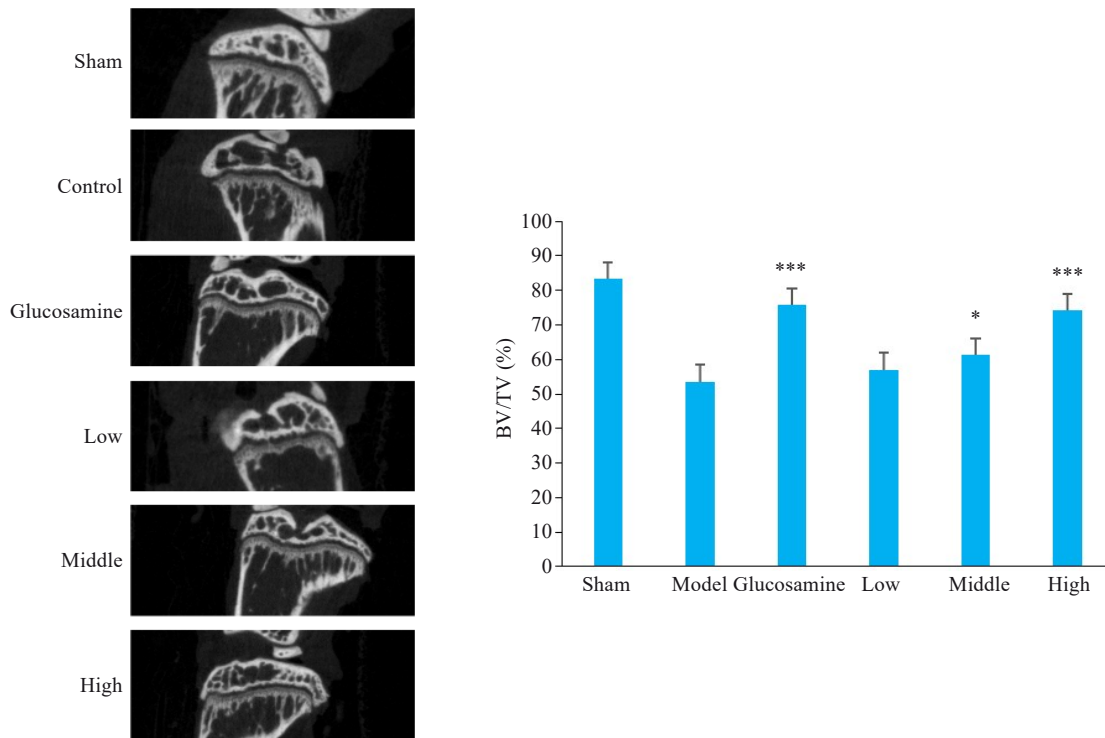 Sham
Control
Glucosamine
Low
Middle
High
BV/TV (%)
100
90
80
70
60
50
40
30
20
10
0
***
*
***
Sham Model Glucosamine Low Middle High